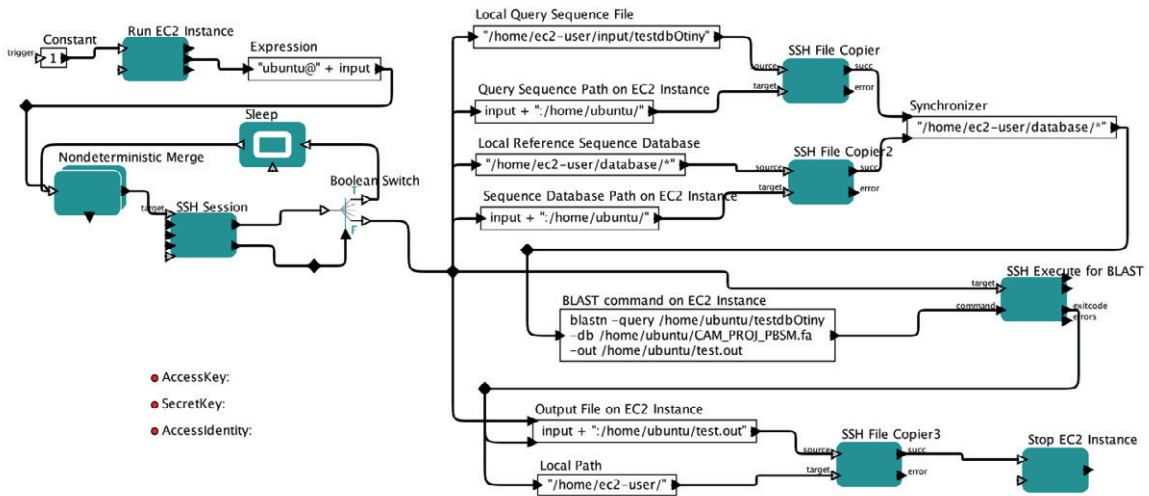 Constant
trigger
1
Run EC2 Instance
Expression
"ubuntu@" + input
Sleep
Nondeterministic Merge
target
SSH Session
Boolean Switch
T
F
AccessKey:
SecretKey:
AccessIdentity:
Local Query Sequence File
"/home/ec2-user/input/testdb0tiny"
Query Sequence Path on EC2 Instance
input + ":/home/ubuntu/"
Local Reference Sequence Database
"/home/ec2-user/database/*"
Sequence Database Path on EC2 Instance
input + ":/home/ubuntu/"
SSH File Copier
source
target
succ
error
SSH File Copier2
source
target
succ
error
Synchronizer
"/home/ec2-user/database/*"
BLAST command on EC2 Instance
blastn -query /home/ubuntu/testdb0tiny
-db /home/ubuntu/CAM_PROJ_PBSM.fa
-out /home/ubuntu/test.out
SSH Execute for BLAST
target
command
exitcode
errors
Output File on EC2 Instance
input + ":/home/ubuntu/test.out"
Local Path
"/home/ec2-user/"
SSH File Copier3
source
target
succ
error
Stop EC2 Instance